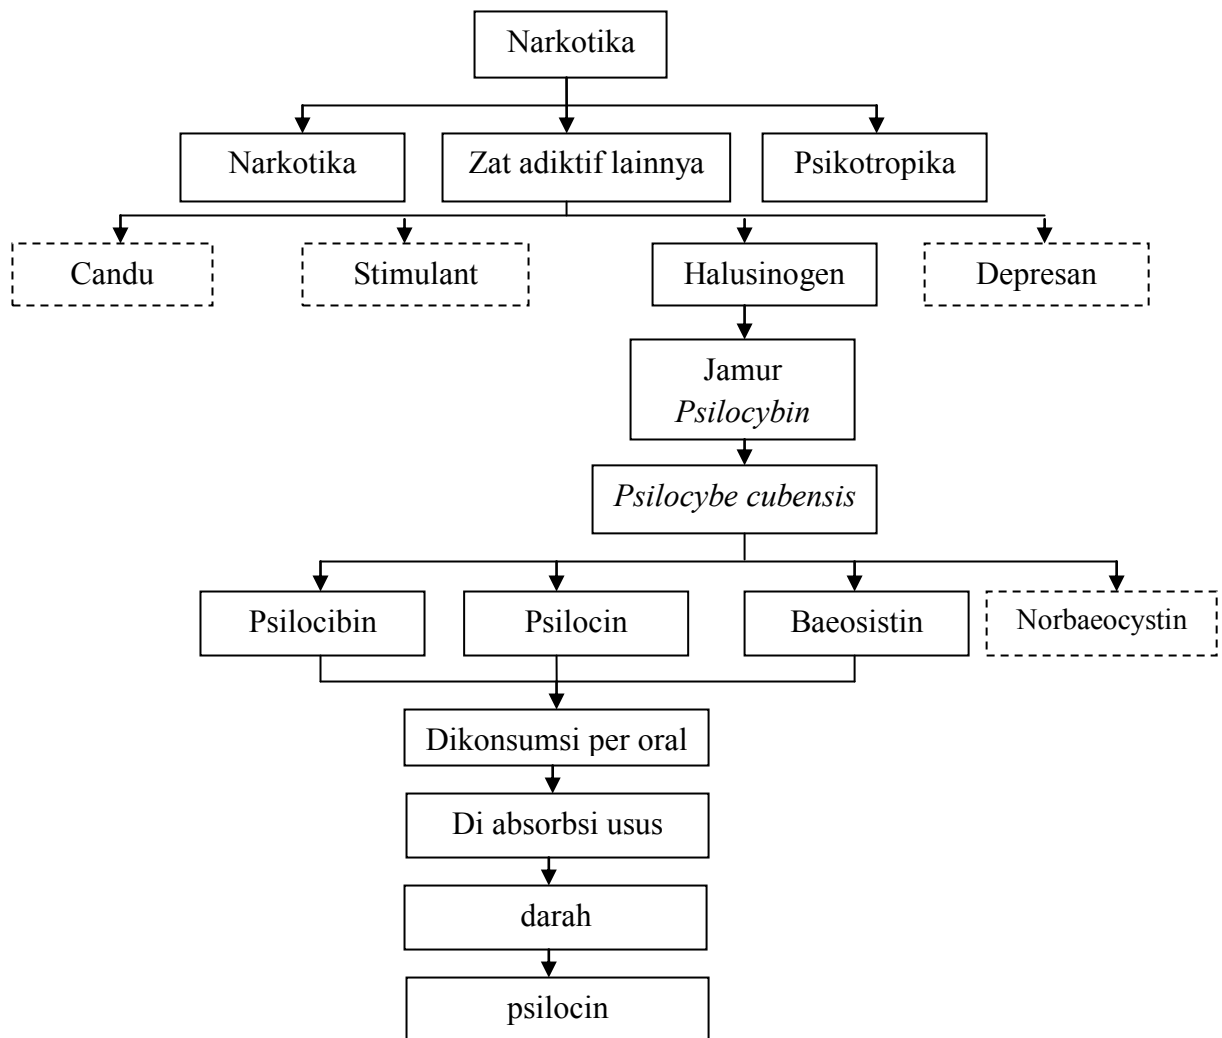 Narkotika
Narkotika
Zat adiktif lainnya
Psikotropika
Candu
Stimulant
Halusinogen
Depresan
Jamur
Psilocybin
Psilocybe cubensis
Psilocibin
Psilocin
Baeosistin
Norbaeocystin
Dikonsumsi per oral
Di absorbsi usus
darah
psilocin